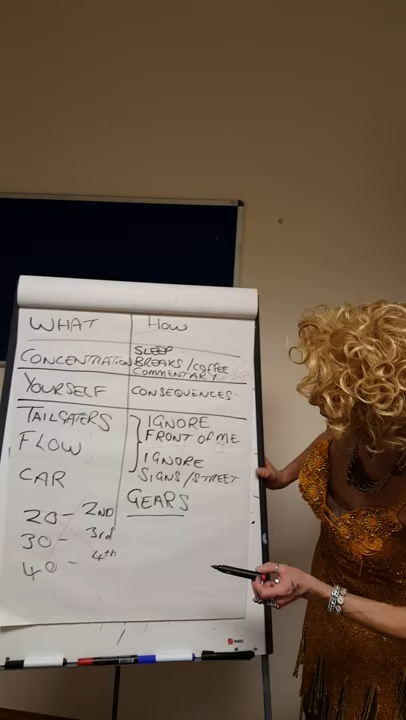 WHAT
HOW
CONCENTRATION
SLEEP
BREAKS/COFFEE
COMMENTARY
YOURSELF
CONSEQUENCES
TAILGATERS
IGNORE
FRONT OF ME
FLOW
IGNORE
SIGNS/STREET
CAR
GEARS
20 - 2ND
30 - 3rd
40 - 4th